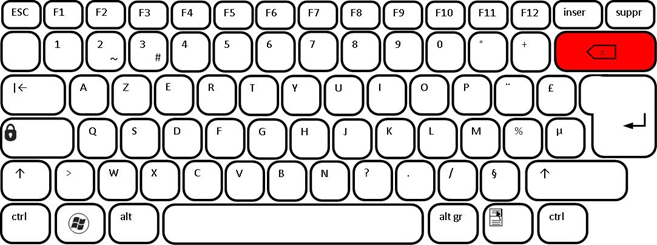 ESC F1 F2 F3 F4 F5 F6 F7 F8 F9 F10 F11 F12 inser suppr
1 2 ~ 3 # 4 5 6 7 8 9 0 ° +
A Z E R T Y U I O P ¨ £
Q S D F G H J K L M % µ
> W X C V B N ? . / §
ctrl alt alt gr ctrl